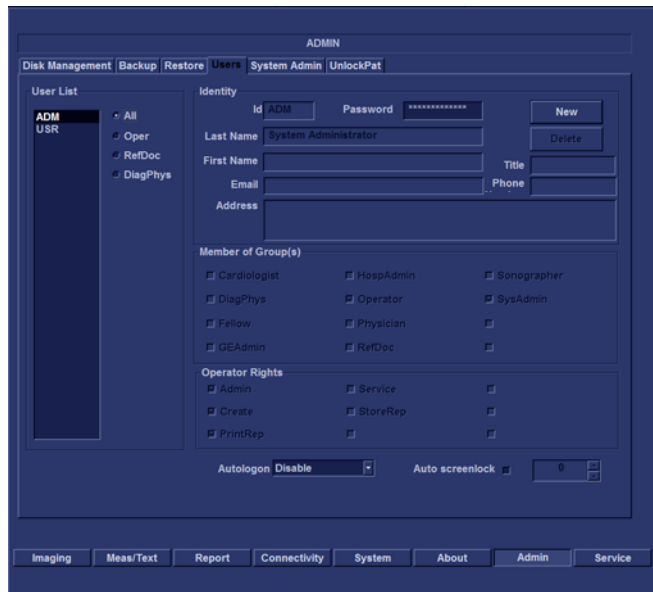 ADMIN
Disk Management Backup Restore Users System Admin UnlockPat
User List
ADM
USR
All
Oper
RefDoc
DiagPhys
Identity
Id ADM Password ************* New
Last Name System Administrator Delete
First Name Title
Email Phone
Address
Member of Group(s)
Cardiologist HospAdmin Sonographer
DiagPhys Operator SysAdmin
Fellow Physician
GEAdmin RefDoc
Operator Rights
Admin Service
Create StoreRep
PrintRep
Autologon Disable Auto screenlock 0
Imaging Meas/Text Report Connectivity System About Admin Service